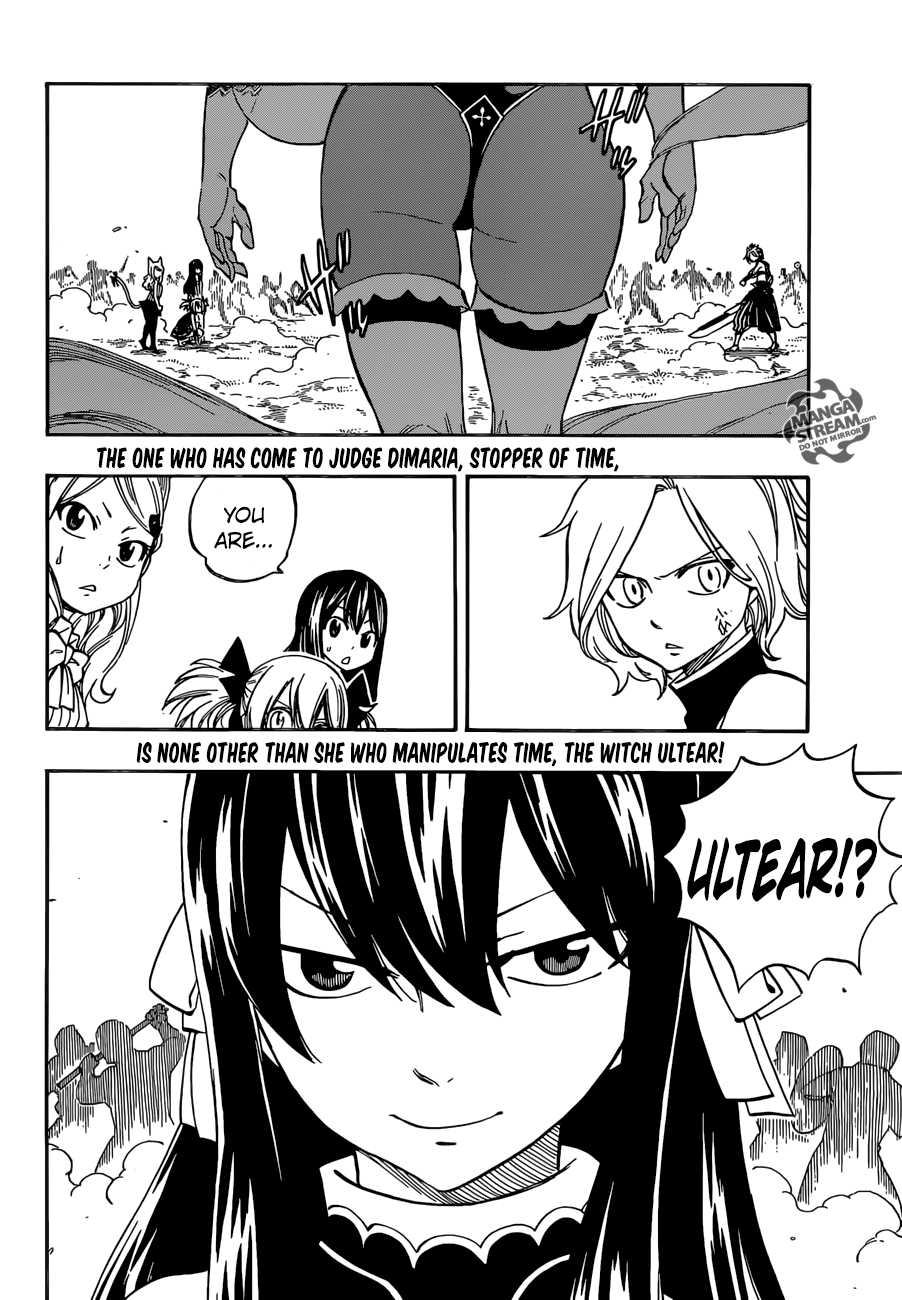 MANGA
STREAM.com
DO NOT MIRROR
THE ONE WHO HAS COME TO JUDGE DIMARIA, STOPPER OF TIME,
YOU
ARE...
IS NONE OTHER THAN SHE WHO MANIPULATES TIME, THE WITCH ULTEAR!
ULTEAR!?